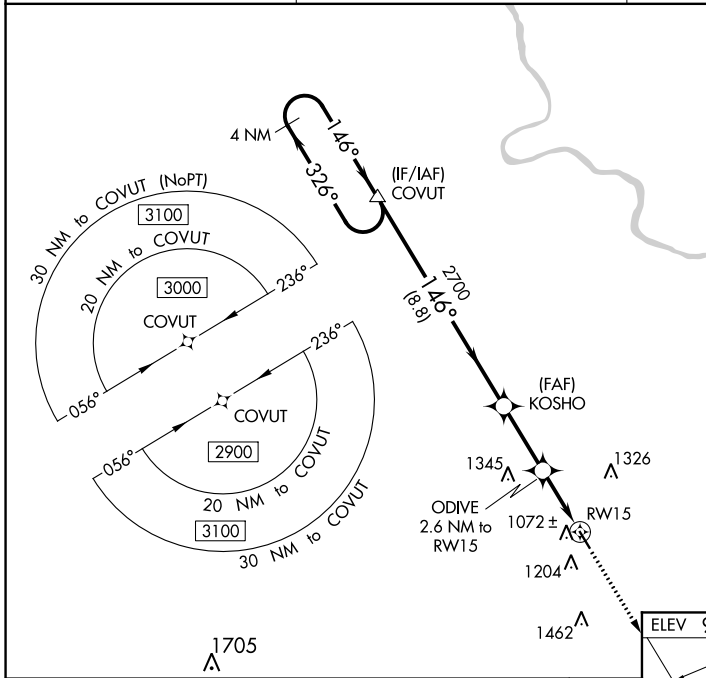 4 NM
146°
326°
(IF/IAF)
COVUT
30 NM to COVUT (NoPT)
3100
20 NM to COVUT
3000
236°
COVUT
056°
2700
146°
(8.8)
236°
COVUT
056°
2900
20 NM to COVUT
3100
30 NM to COVUT
(FAF)
KOSHO
1345
1326
ODIVE
2.6 NM to
RW15
1072 ±
RW15
1204
1462
1705
ELEV